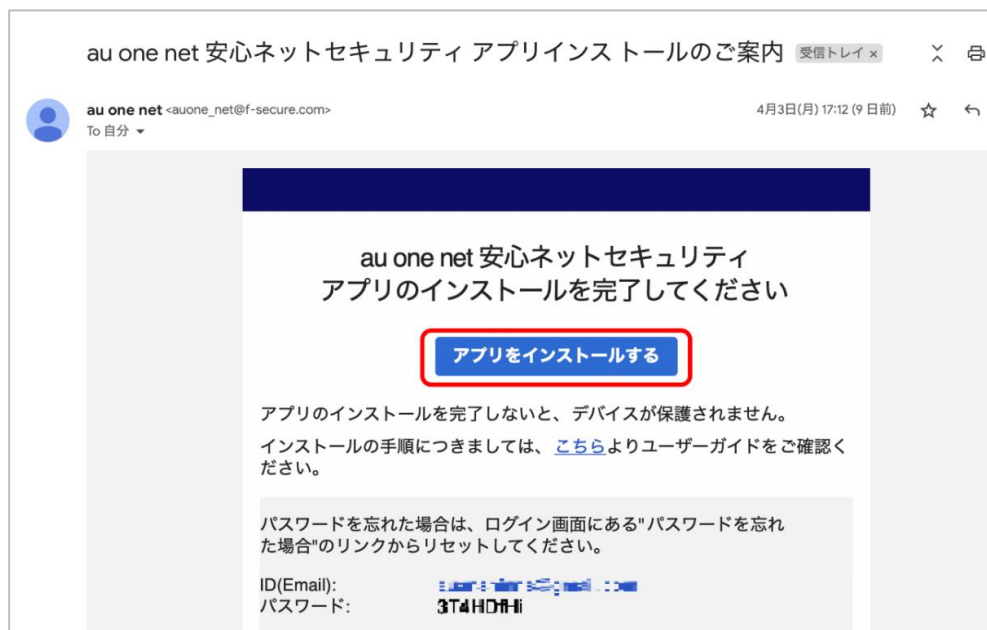 au one net 安心ネットセキュリティ アプリインストールのご案内 受信トレイ ×
au one net <auone_net@f-secure.com>
4月3日(月) 17:12 (9 日前)
To 自分
au one net 安心ネットセキュリティ
アプリのインストールを完了してください
アプリをインストールする
アプリのインストールを完了しないと、デバイスが保護されません。
インストールの手順につきましては、こちらよりユーザーガイドをご確認く
ださい。
パスワードを忘れた場合は、ログイン画面にある"パスワードを忘れ
た場合"のリンクからリセットしてください。
ID(Email):
パスワード: